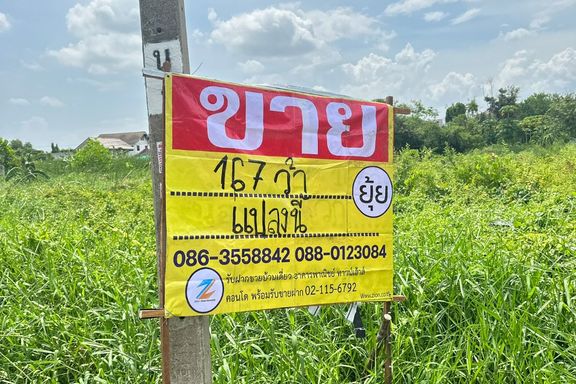 ขาย
167 ว๋า
แปลงนี้
ยุ้ย
086-3558842 088-0123084
รับฝากขายบ้านเดี่ยว อาคารพาณิชย์ ทาวน์เฮ้าส์
คอนโด พร้อมรับขายฝาก 02-115-6792